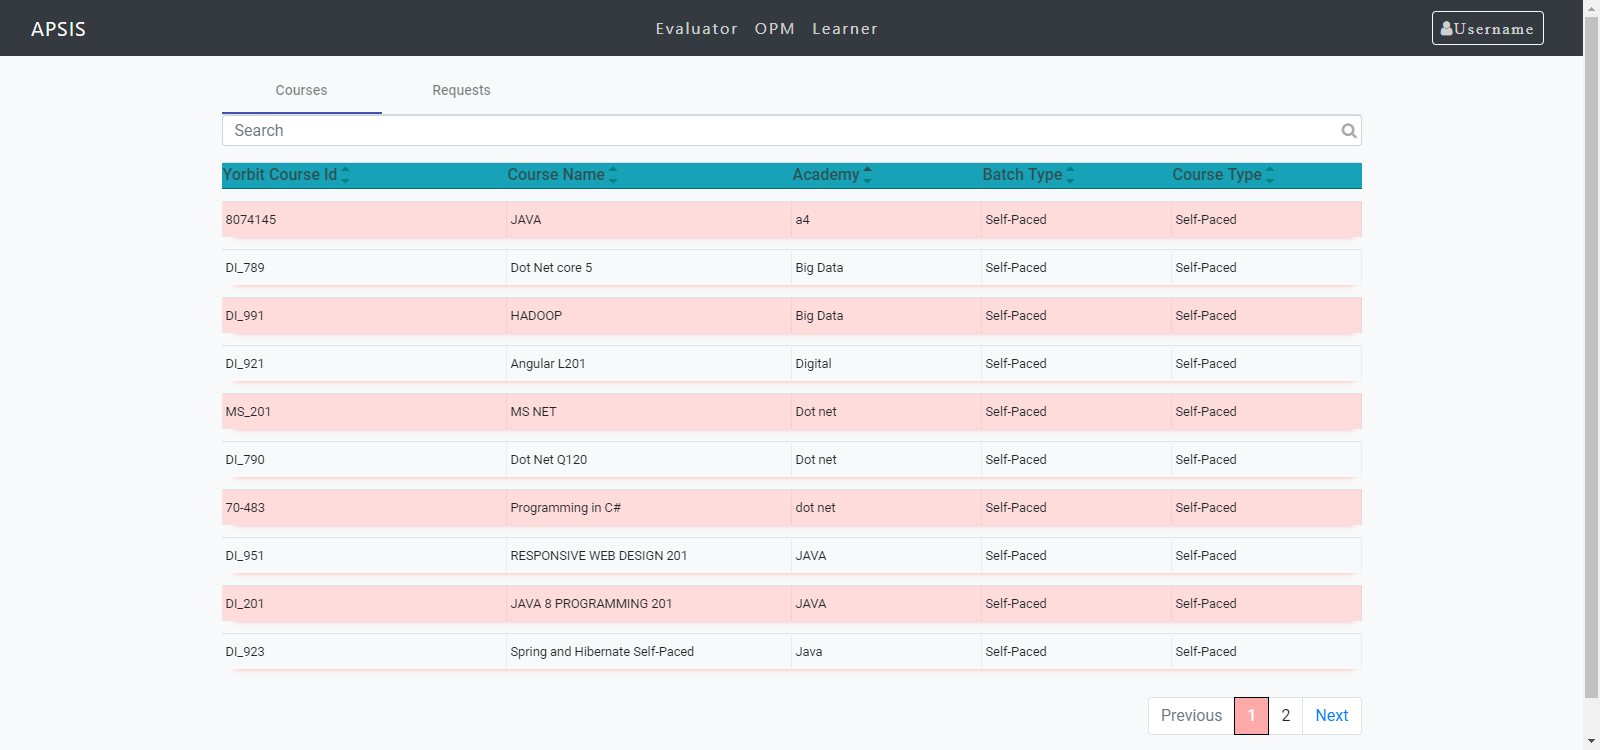 APSIS Evaluator OPM Learner Username
Courses Requests
Search
Yorbit Course Id Course Name Academy Batch Type Course Type
8074145 JAVA a4 Self-Paced Self-Paced
DI_789 Dot Net core 5 Big Data Self-Paced Self-Paced
DI_991 HADOOP Big Data Self-Paced Self-Paced
DI_921 Angular L201 Digital Self-Paced Self-Paced
MS_201 MS NET Dot net Self-Paced Self-Paced
DI_790 Dot Net Q120 Dot net Self-Paced Self-Paced
70-483 Programming in C# dot net Self-Paced Self-Paced
DI_951 RESPONSIVE WEB DESIGN 201 JAVA Self-Paced Self-Paced
DI_201 JAVA 8 PROGRAMMING 201 JAVA Self-Paced Self-Paced
DI_923 Spring and Hibernate Self-Paced Java Self-Paced Self-Paced
Previous 1 2 Next